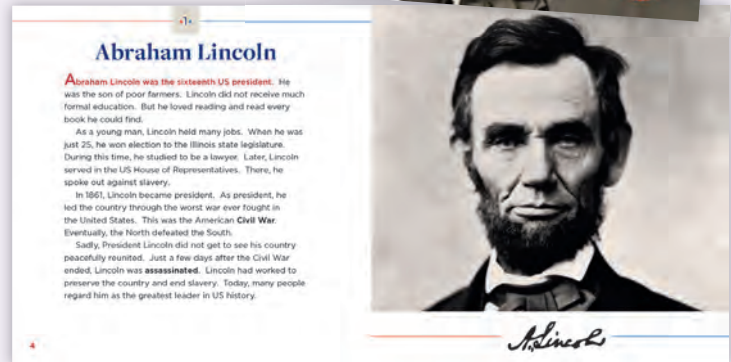 1
Abraham Lincoln
Abraham Lincoln was the sixteenth US president. He
was the son of poor farmers. Lincoln did not receive much
formal education. But he loved reading and read every
book he could find.
As a young man, Lincoln held many jobs. When he was
just 25, he won election to the Illinois state legislature.
During this time, he studied to be a lawyer. Later, Lincoln
served in the US House of Representatives. There, he
spoke out against slavery.
In 1861, Lincoln became president. As president, he
led the country through the worst war ever fought in
the United States. This was the American Civil War.
Eventually, the North defeated the South.
Sadly, President Lincoln did not get to see his country
peacefully reunited. Just a few days after the Civil War
ended, Lincoln was assassinated. Lincoln had worked to
preserve the country and end slavery. Today, many people
regard him as the greatest leader in US history.
4
A. Lincoln